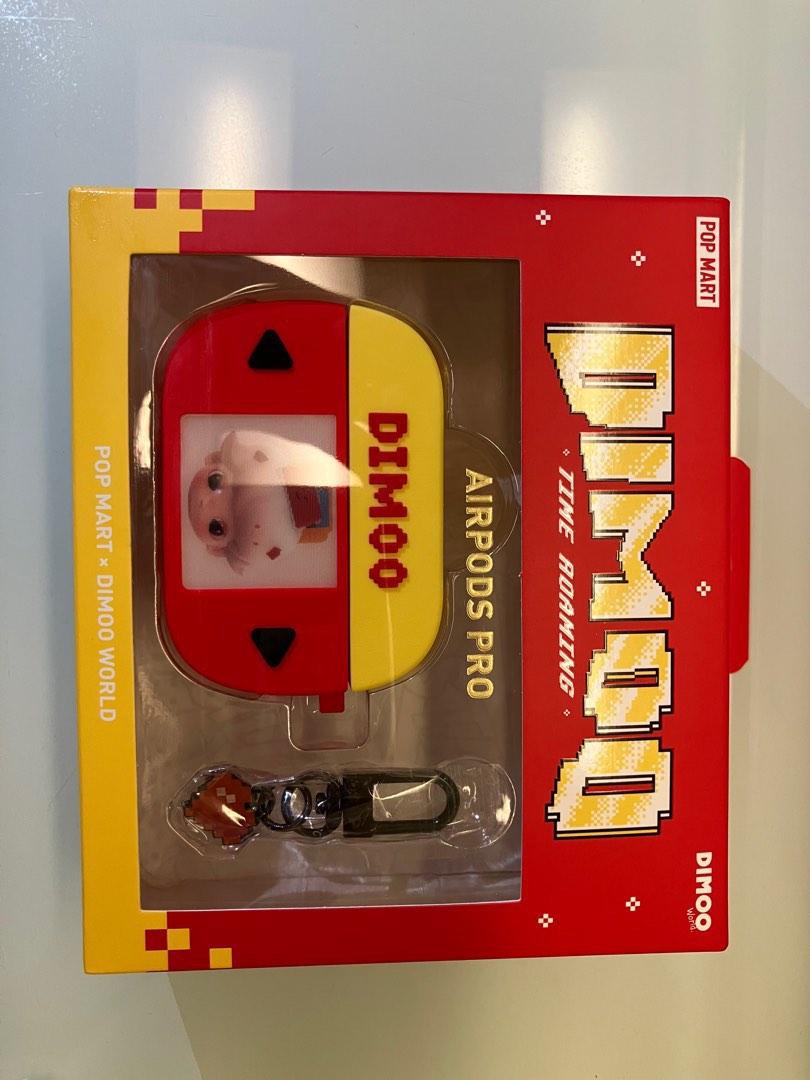 POP MART
DIMOO
World.
DIMOO
TIME ROAMING
AIRPODS PRO
DIMOO
POP MART × DIMOO WORLD